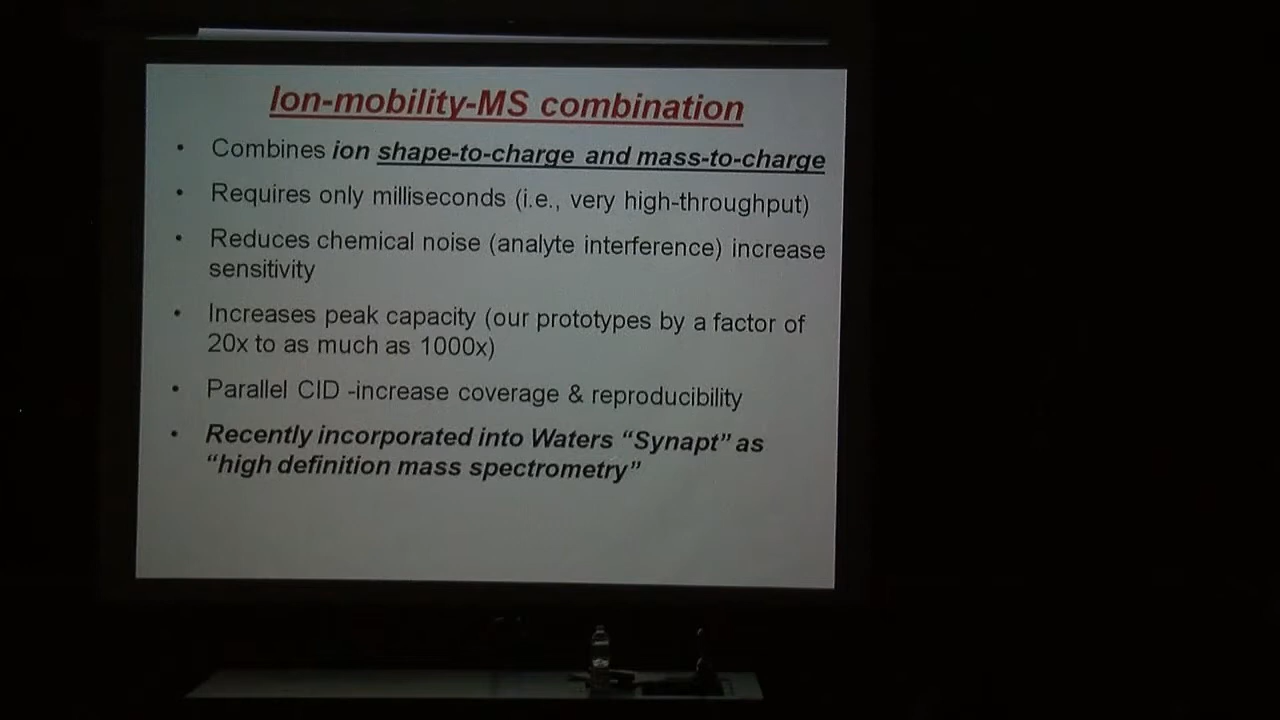 Ion-mobility-MS combination
• Combines ion shape-to-charge and mass-to-charge
• Requires only milliseconds (i.e., very high-throughput)
• Reduces chemical noise (analyte interference) increase
sensitivity
• Increases peak capacity (our prototypes by a factor of
20x to as much as 1000x)
• Parallel CID -increase coverage & reproducibility
• Recently incorporated into Waters “Synapt” as
“high definition mass spectrometry”